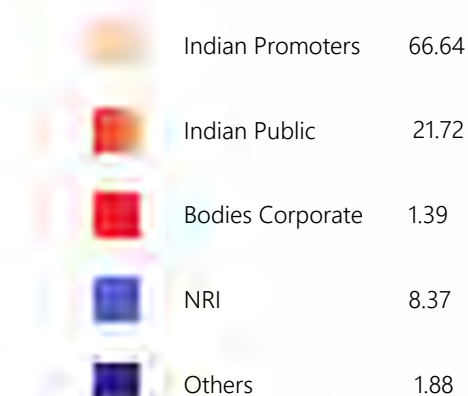 Indian Promoters 66.64
Indian Public 21.72
Bodies Corporate 1.39
NRI 8.37
Others 1.88